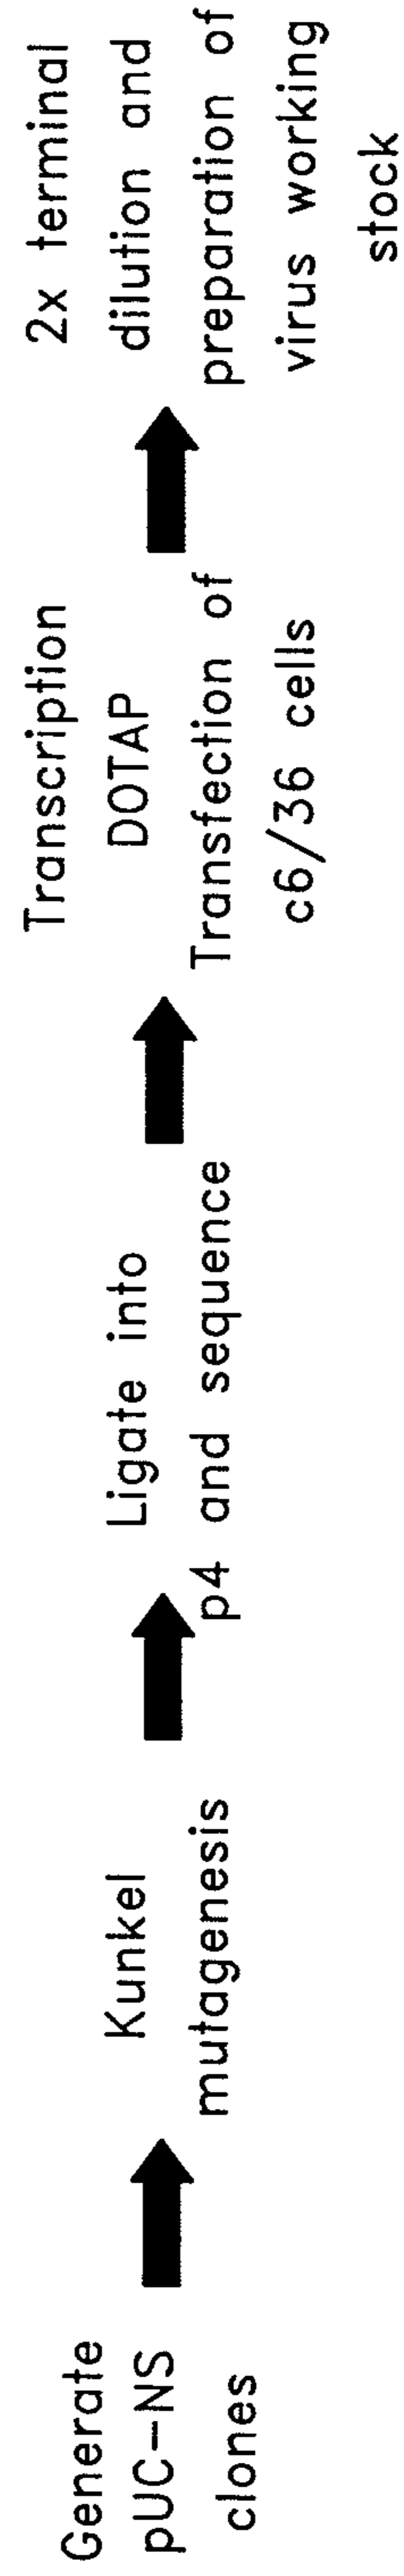 Generate
pUC-NS
clones
Kunkel
mutagenesis
Ligate into
p4 and sequence
Transcription
DOTAP
Transfection of
c6/36 cells
2x terminal
dilution and
preparation of
virus working
stock